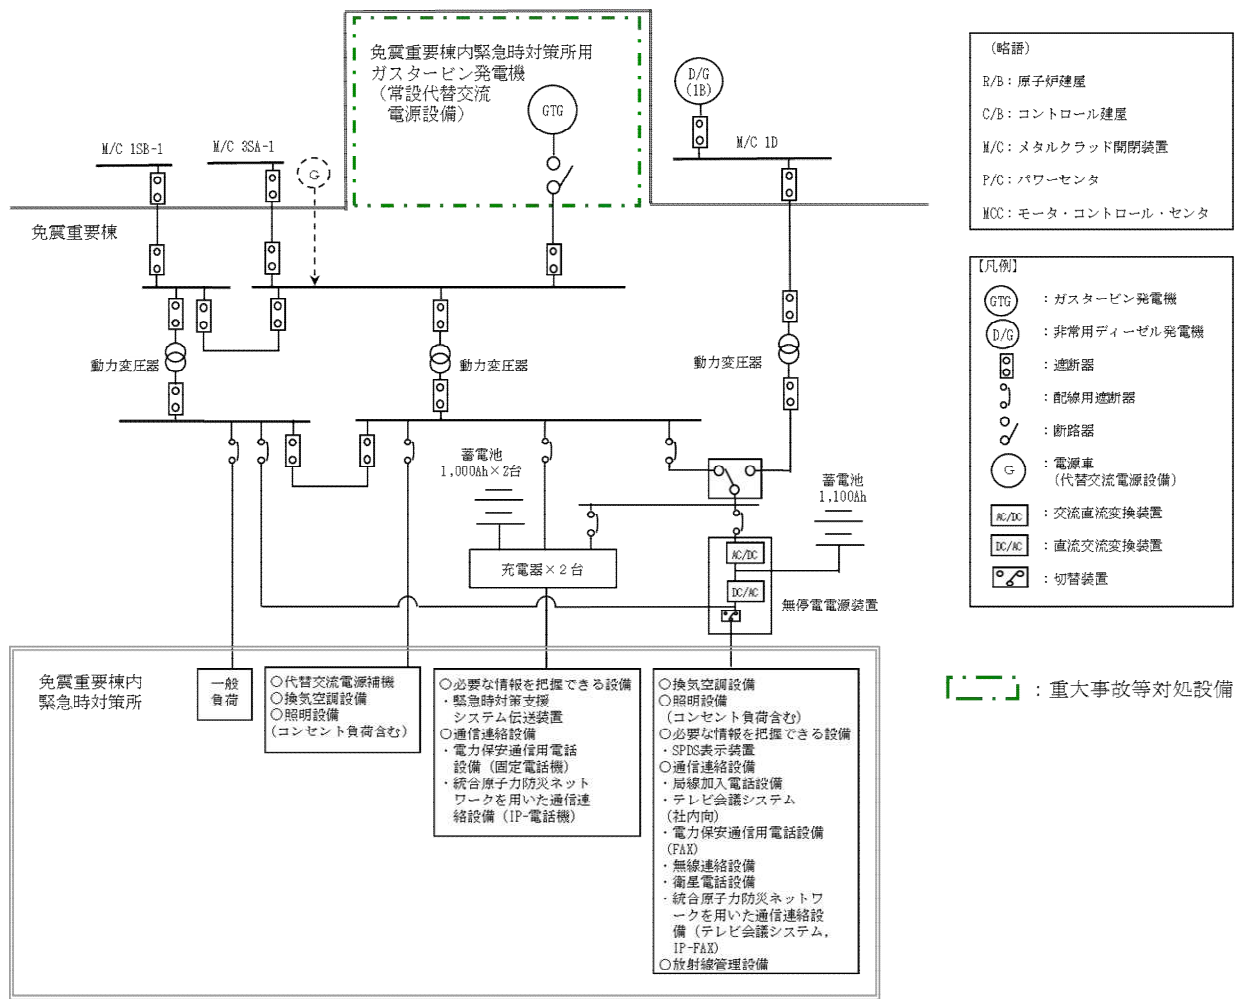 免震重要棟内緊急時対策所用
ガスタービン発電機
（常設代替交流
電源設備）
GTG
D/G
(1B)
M/C 1SB-1
M/C 3SA-1
G
M/C 1D
免震重要棟
動力変圧器
動力変圧器
動力変圧器
蓄電池
1,000Ah×2台
蓄電池
1,100Ah
充電器×２台
AC/DC
DC/AC
無停電電源装置
免震重要棟内
緊急時対策所
一般
負荷
○代替交流電源補機
○換気空調設備
○照明設備
(コンセント負荷含む)
○必要な情報を把握できる設備
・緊急時対策支援
システム伝送装置
○通信連絡設備
・電力保安通信用電話
設備（固定電話機）
・統合原子力防災ネット
ワークを用いた通信連
絡設備（IP-電話機）
○換気空調設備
○照明設備
(コンセント負荷含む)
○必要な情報を把握できる設備
・SPDS表示装置
○通信連絡設備
・局線加入電話設備
・テレビ会議システム
(社内向)
・電力保安通信用電話設備
(FAX)
・無線連絡設備
・衛星電話設備
・統合原子力防災ネットワ
ークを用いた通信連絡設
備（テレビ会議システム,
IP-FAX）
○放射線管理設備
（略語）
R/B：原子炉建屋
C/B：コントロール建屋
M/C：メタルクラッド開閉装置
P/C：パワーセンタ
MCC：モータ・コントロール・センタ
【凡例】
GTG ：ガスタービン発電機
D/G ：非常用ディーゼル発電機
：遮断器
：配線用遮断器
：断路器
G ：電源車
(代替交流電源設備)
AC/DC ：交流直流変換装置
DC/AC ：直流交流変換装置
：切替装置
：重大事故等対処設備